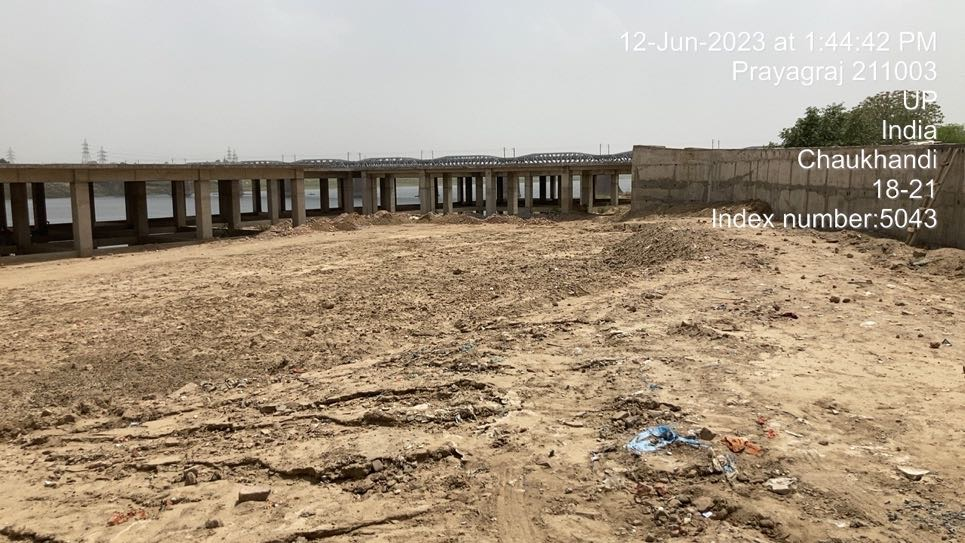 12-Jun-2023 at 1:44:42 PM
Prayagraj 211003
UP
India
Chaukhandi
18-21
Index number:5043